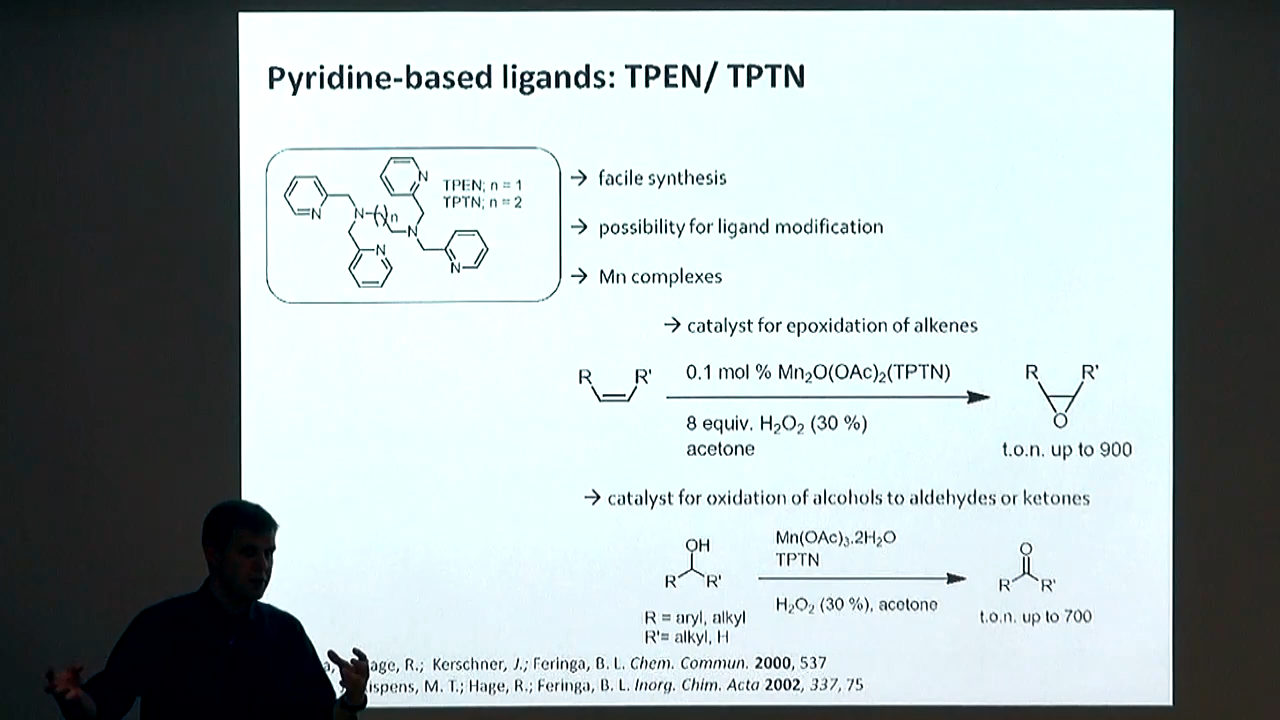 Pyridine-based ligands: TPEN/ TPTN
TPEN; n = 1
TPTN; n = 2
N
N
N
N
N
N
n
→ facile synthesis
→ possibility for ligand modification
→ Mn complexes
→ catalyst for epoxidation of alkenes
R R'
0.1 mol % Mn₂O(OAc)₂(TPTN)
8 equiv. H₂O₂ (30 %)
acetone
R R'
O
t.o.n. up to 900
→ catalyst for oxidation of alcohols to aldehydes or ketones
OH
R R'
R = aryl, alkyl
R'= alkyl, H
Mn(OAc)₃.2H₂O
TPTN
H₂O₂ (30 %), acetone
O
R R'
t.o.n. up to 700
R.; Kerschner, J.; Feringa, B. L. Chem. Commun. 2000, 537
M. T.; Hage, R.; Feringa, B. L. Inorg. Chim. Acta 2002, 337, 75